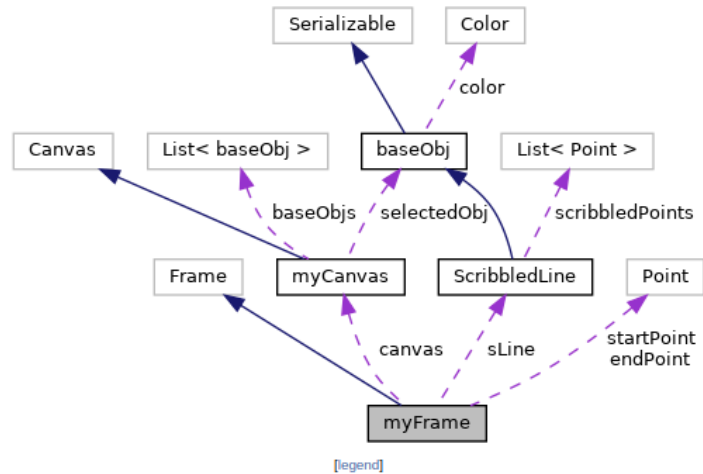 Serializable
Color
color
Canvas
List< baseObj >
baseObj
List< Point >
baseObjs
selectedObj
scribbledPoints
Frame
myCanvas
ScribbledLine
Point
canvas
sLine
startPoint
endPoint
myFrame
[legend]